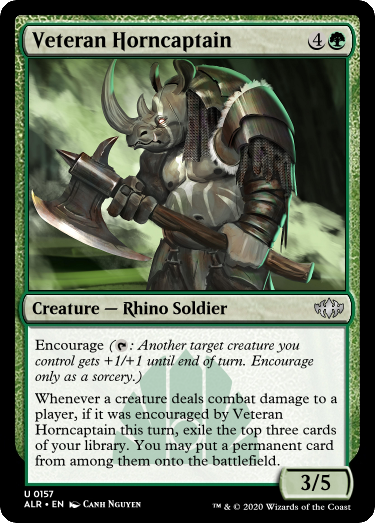 Veteran Horncaptain 4
Creature — Rhino Soldier
Encourage (: Another target creature you
control gets +1/+1 until end of turn. Encourage
only as a sorcery.)
Whenever a creature deals combat damage to a
player, if it was encouraged by Veteran
Horncaptain this turn, exile the top three cards
of your library. You may put a permanent card
from among them onto the battlefield.
3/5
U 0157
ALR • EN Canh Nguyen
™ & © 2020 Wizards of the Coast